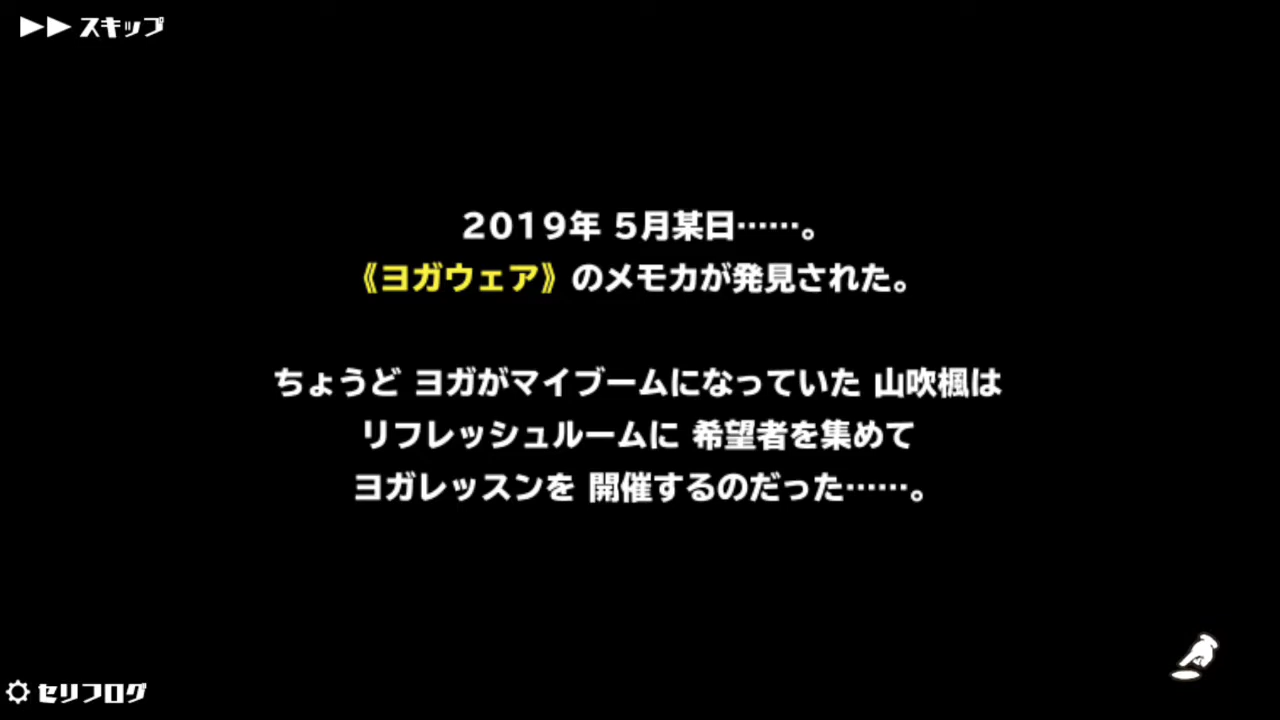 スキップ
2019年 5月某日……。
《ヨガウェア》のメモカが発見された。
ちょうど ヨガがマイブームになっていた 山吹楓は
リフレッシュルームに 希望者を集めて
ヨガレッスンを 開催するのだった……。
セリフログ